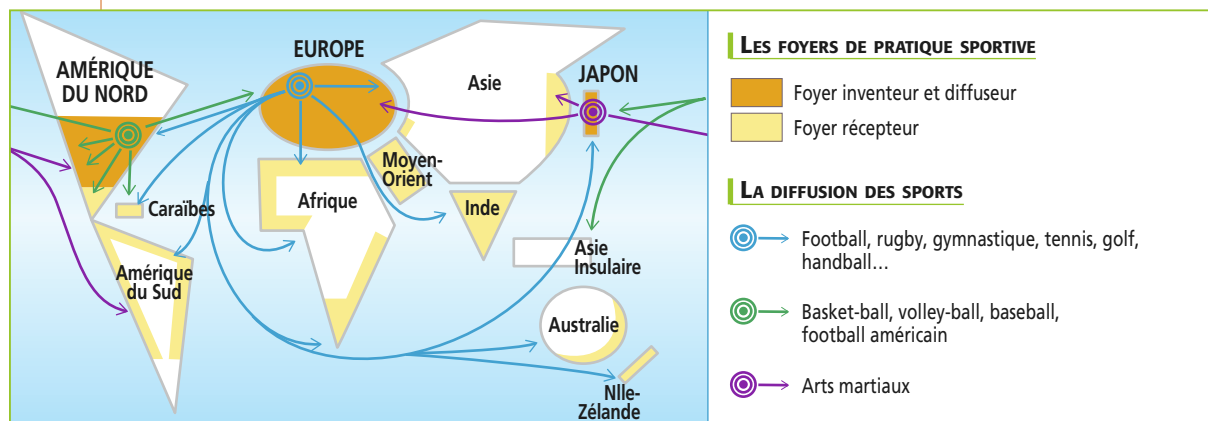 AMÉRIQUE
DU NORD
EUROPE
Asie
JAPON
Caraïbes
Amérique
du Sud
Afrique
Moyen-
Orient
Inde
Asie
Insulaire
Australie
Nlle-
Zélande
LES FOYERS DE PRATIQUE SPORTIVE
Foyer inventeur et diffuseur
Foyer récepteur
LA DIFFUSION DES SPORTS
Football, rugby, gymnastique, tennis, golf,
handball…
Basket-ball, volley-ball, baseball,
football américain
Arts martiaux